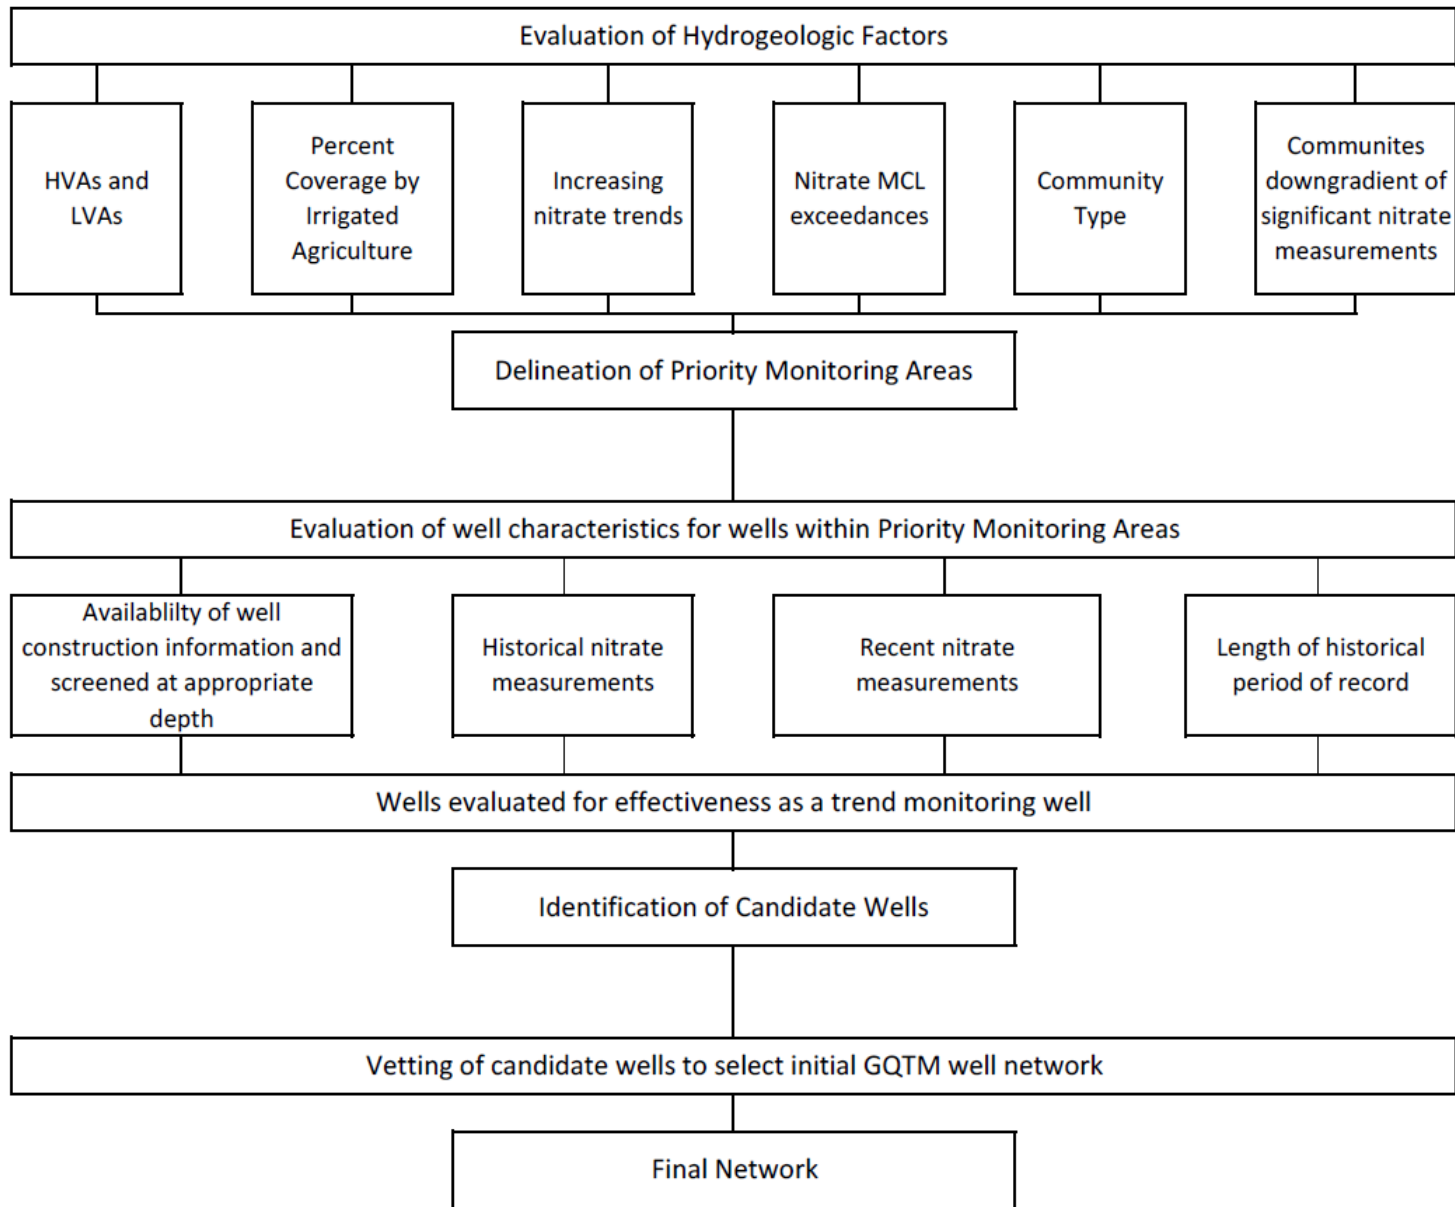 Evaluation of Hydrogeologic Factors
HVAs and
LVAs
Percent
Coverage by
Irrigated
Agriculture
Increasing
nitrate trends
Nitrate MCL
exceedances
Community
Type
Communites
downgradient of
significant nitrate
measurements
Delineation of Priority Monitoring Areas
Evaluation of well characteristics for wells within Priority Monitoring Areas
Availablilty of well
construction information and
screened at appropriate
depth
Historical nitrate
measurements
Recent nitrate
measurements
Length of historical
period of record
Wells evaluated for effectiveness as a trend monitoring well
Identification of Candidate Wells
Vetting of candidate wells to select initial GQTM well network
Final Network